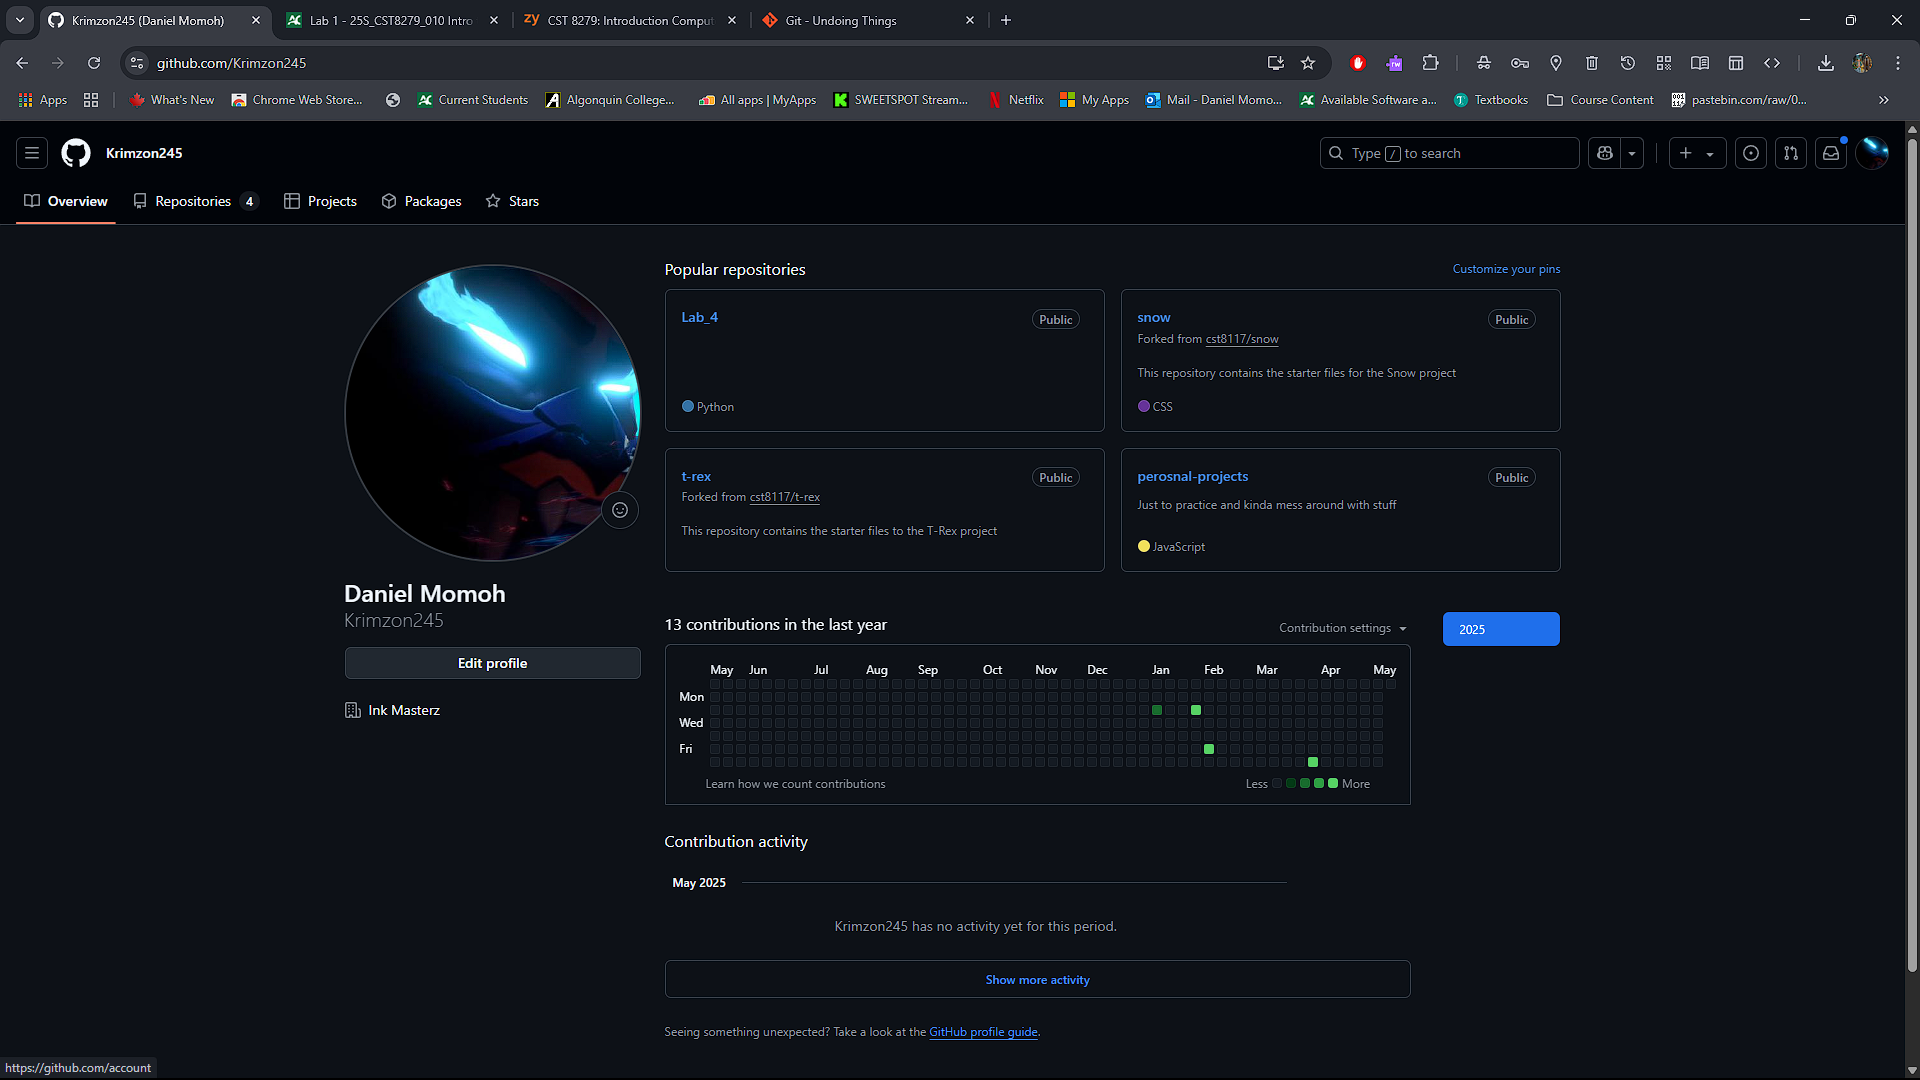 Krimzon245 (Daniel Momoh)
Lab 1 - 25S_CST8279_010 Intro
zy CST 8279: Introduction Comput
Git - Undoing Things
github.com/Krimzon245
Apps
What's New
Chrome Web Store...
Current Students
Algonquin College...
All apps | MyApps
SWEETSPOT Stream...
Netflix
My Apps
Mail - Daniel Momo...
Available Software a...
Textbooks
Course Content
pastebin.com/raw/0...
Krimzon245
Type / to search
Overview
Repositories 4
Projects
Packages
Stars
Popular repositories
Customize your pins
Lab_4
Public
Python
snow
Public
Forked from cst8117/snow
This repository contains the starter files for the Snow project
CSS
t-rex
Public
Forked from cst8117/t-rex
This repository contains the starter files to the T-Rex project
perosnal-projects
Public
Just to practice and kinda mess around with stuff
JavaScript
Daniel Momoh
Krimzon245
Edit profile
Ink Masterz
13 contributions in the last year
Contribution settings
2025
May Jun Jul Aug Sep Oct Nov Dec Jan Feb Mar Apr May
Mon
Wed
Fri
Learn how we count contributions
Less More
Contribution activity
May 2025
Krimzon245 has no activity yet for this period.
Show more activity
Seeing something unexpected? Take a look at the GitHub profile guide.
https://github.com/account